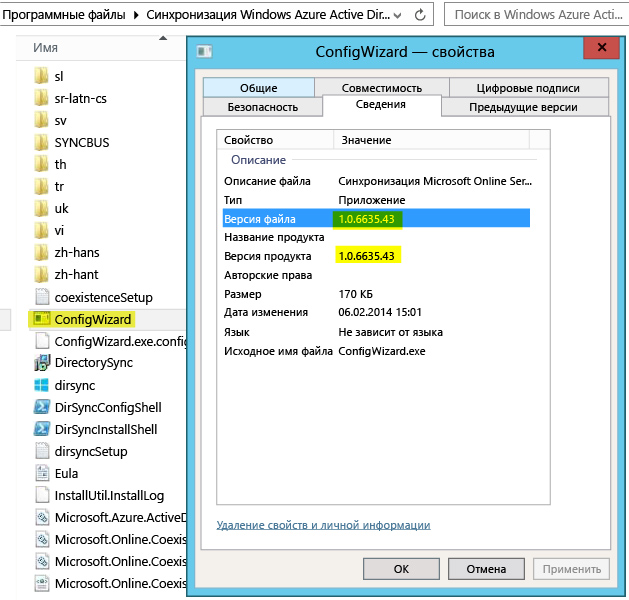 Программные файлы Синхронизация Windows Azure Active Dir...
Поиск в Windows Azure Acti...
Имя
sl
sr-latn-cs
sv
SYNCBUS
th
tr
uk
vi
zh-hans
zh-hant
coexistenceSetup
ConfigWizard
ConfigWizard.exe.config
DirectorySync
dirsync
DirSyncConfigShell
DirSyncInstallShell
dirsyncSetup
Eula
InstallUtil.InstallLog
Microsoft.Azure.ActiveD
Microsoft.Online.Coexis
Microsoft.Online.Coexis
Microsoft.Online.Coexis
ConfigWizard — свойства
Общие Совместимость Цифровые подписи
Безопасность Сведения Предыдущие версии
Свойство Значение
Описание
Описание файла Синхронизация Microsoft Online Ser...
Тип Приложение
Версия файла 1.0.6635.43
Название продукта
Версия продукта 1.0.6635.43
Авторские права
Размер 170 КБ
Дата изменения 06.02.2014 15:01
Язык Не зависит от языка
Исходное имя файла ConfigWizard.exe
Удаление свойств и личной информации
ОК Отмена Применить